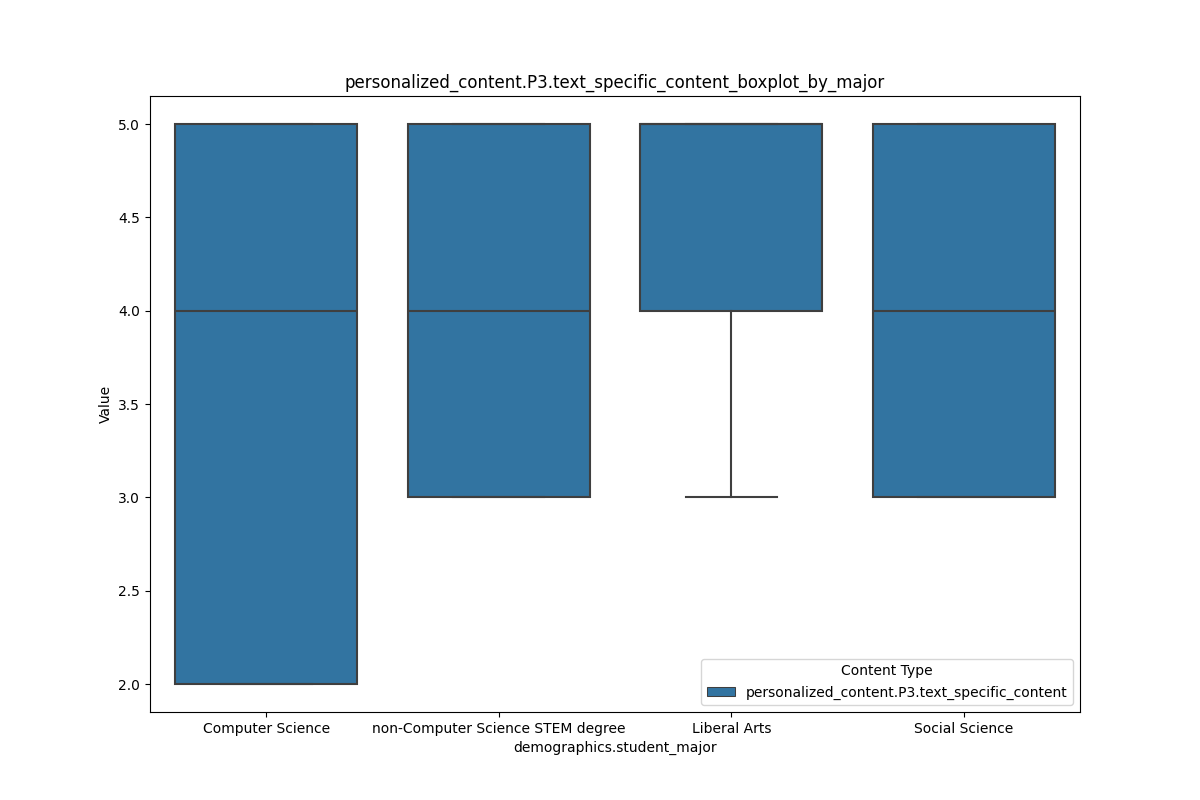 personalized_content.P3.text_specific_content_boxplot_by_major
Value
5.0
4.5
4.0
3.5
3.0
2.5
2.0
Content Type
personalized_content.P3.text_specific_content
Computer Science
non-Computer Science STEM degree
Liberal Arts
Social Science
demographics.student_major